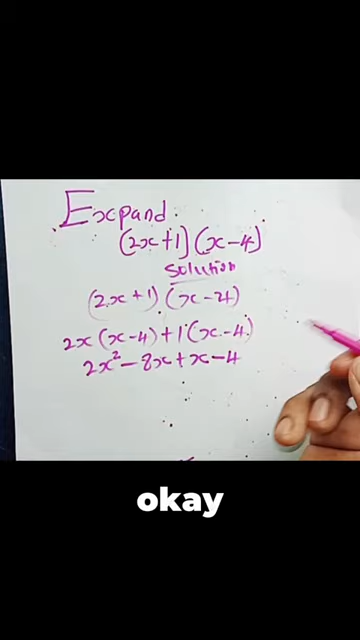 Expand
(2x+1)(x-4)
Solution
(2x+1)(x-4)
2x(x-4)+1(x-4)
2x²-8x+x-4
okay